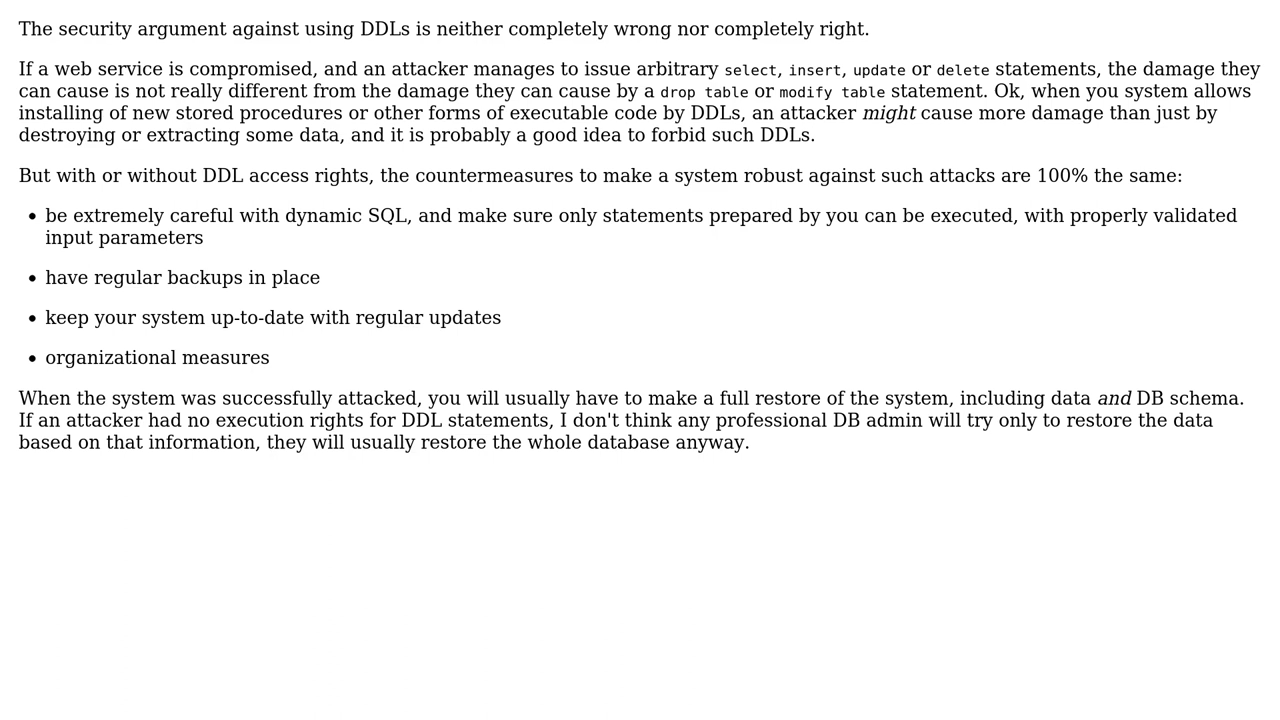 The security argument against using DDLs is neither completely wrong nor completely right.
If a web service is compromised, and an attacker manages to issue arbitrary select, insert, update or delete statements, the damage they
can cause is not really different from the damage they can cause by a drop table or modify table statement. Ok, when you system allows
installing of new stored procedures or other forms of executable code by DDLs, an attacker might cause more damage than just by
destroying or extracting some data, and it is probably a good idea to forbid such DDLs.
But with or without DDL access rights, the countermeasures to make a system robust against such attacks are 100% the same:
• be extremely careful with dynamic SQL, and make sure only statements prepared by you can be executed, with properly validated
input parameters
• have regular backups in place
• keep your system up-to-date with regular updates
• organizational measures
When the system was successfully attacked, you will usually have to make a full restore of the system, including data and DB schema.
If an attacker had no execution rights for DDL statements, I don't think any professional DB admin will try only to restore the data
based on that information, they will usually restore the whole database anyway.